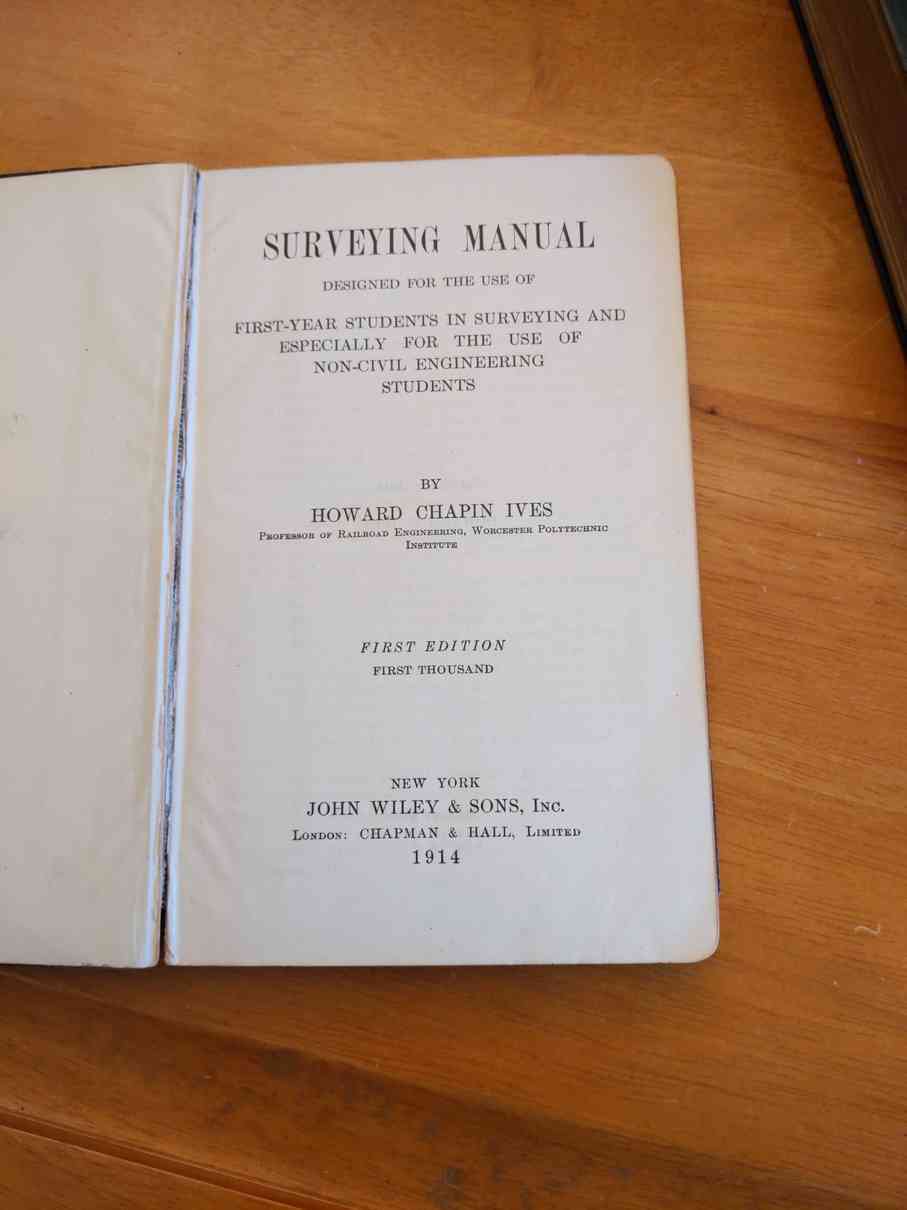 SURVEYING MANUAL
DESIGNED FOR THE USE OF
FIRST-YEAR STUDENTS IN SURVEYING AND
ESPECIALLY FOR THE USE OF
NON-CIVIL ENGINEERING
STUDENTS
BY
HOWARD CHAPIN IVES
Professor of Railroad Engineering, Worcester Polytechnic
Institute
FIRST EDITION
FIRST THOUSAND
NEW YORK
JOHN WILEY & SONS, Inc.
London: CHAPMAN & HALL, Limited
1914